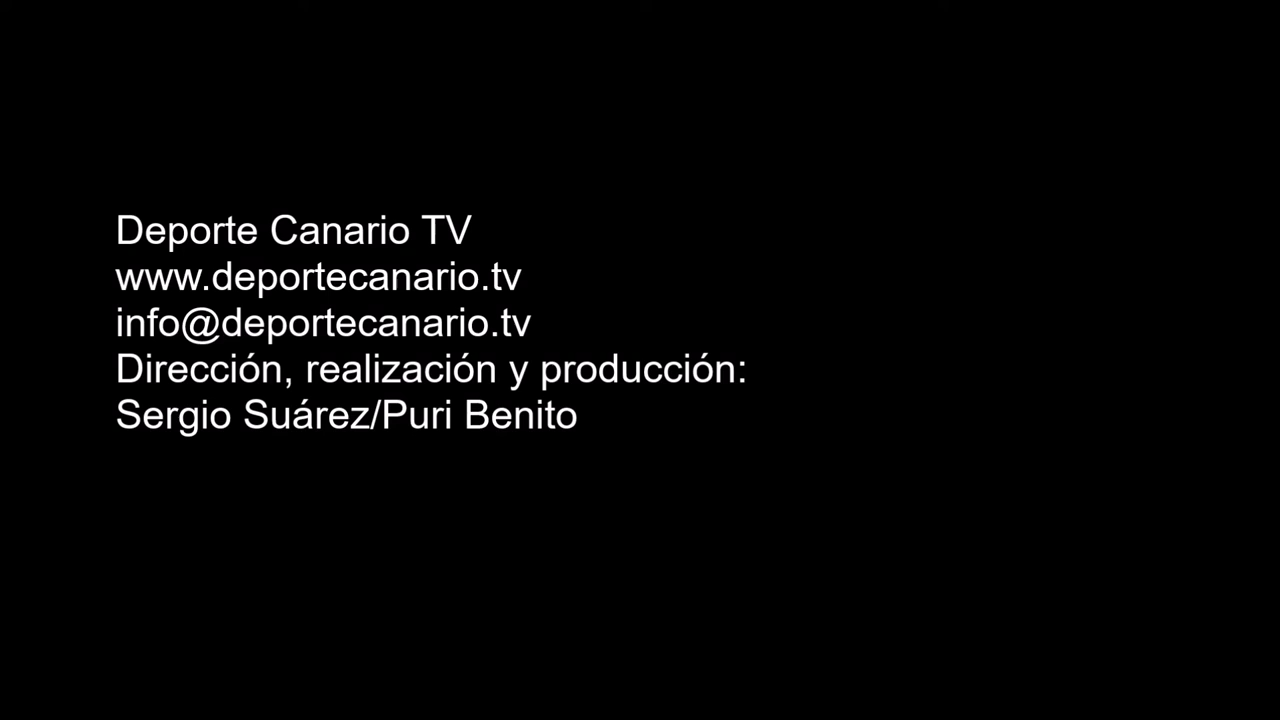 Deporte Canario TV
www.deportecanario.tv
info@deportecanario.tv
Dirección, realización y producción:
Sergio Suárez/Puri Benito